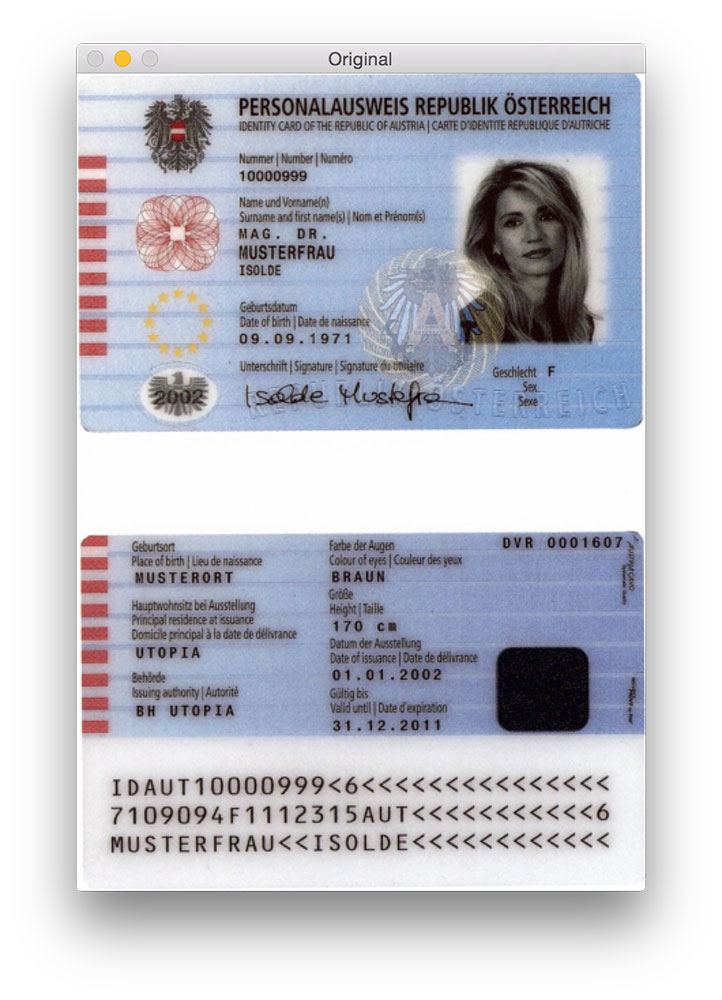 Original
PERSONALAUSWEIS REPUBLIK ÖSTERREICH
IDENTITY CARD OF THE REPUBLIC OF AUSTRIA | CARTE D'IDENTITE REPUBLIQUE D'AUTRICHE
Nummer | Number | Numéro
10000999
Name und Vorname(n)
Surname and first name(s) | Nom et Prénom(s)
MAG. DR.
MUSTERFRAU
ISOLDE
Geburtsdatum
Date of birth | Date de naissance
09.09.1971
Unterschrift | Signature | Signature du titulaire
Isolde Musterfrau
Geschlecht F
Sex
Sexe
2002
REPUBLIK ÖSTERREICH
Geburtsort
Place of birth | Lieu de naissance
MUSTERORT
Hauptwohnsitz bei Ausstellung
Principal residence at issuance
Domicile principal à la date de délivrance
UTOPIA
Behörde
Issuing authority | Autorité
BH UTOPIA
Farbe der Augen
Colour of eyes | Couleur des yeux
BRAUN
Größe
Height | Taille
170 cm
Datum der Ausstellung
Date of issuance | Date de délivrance
01.01.2002
Gültig bis
Valid until | Date d'expiration
31.12.2011
DVR 0001607
IDAUT10000999<6<<<<<<<<<<<<<<<
7109094F1112315AUT<<<<<<<<<<<6
MUSTERFRAU<<ISOLDE<<<<<<<<<<<<